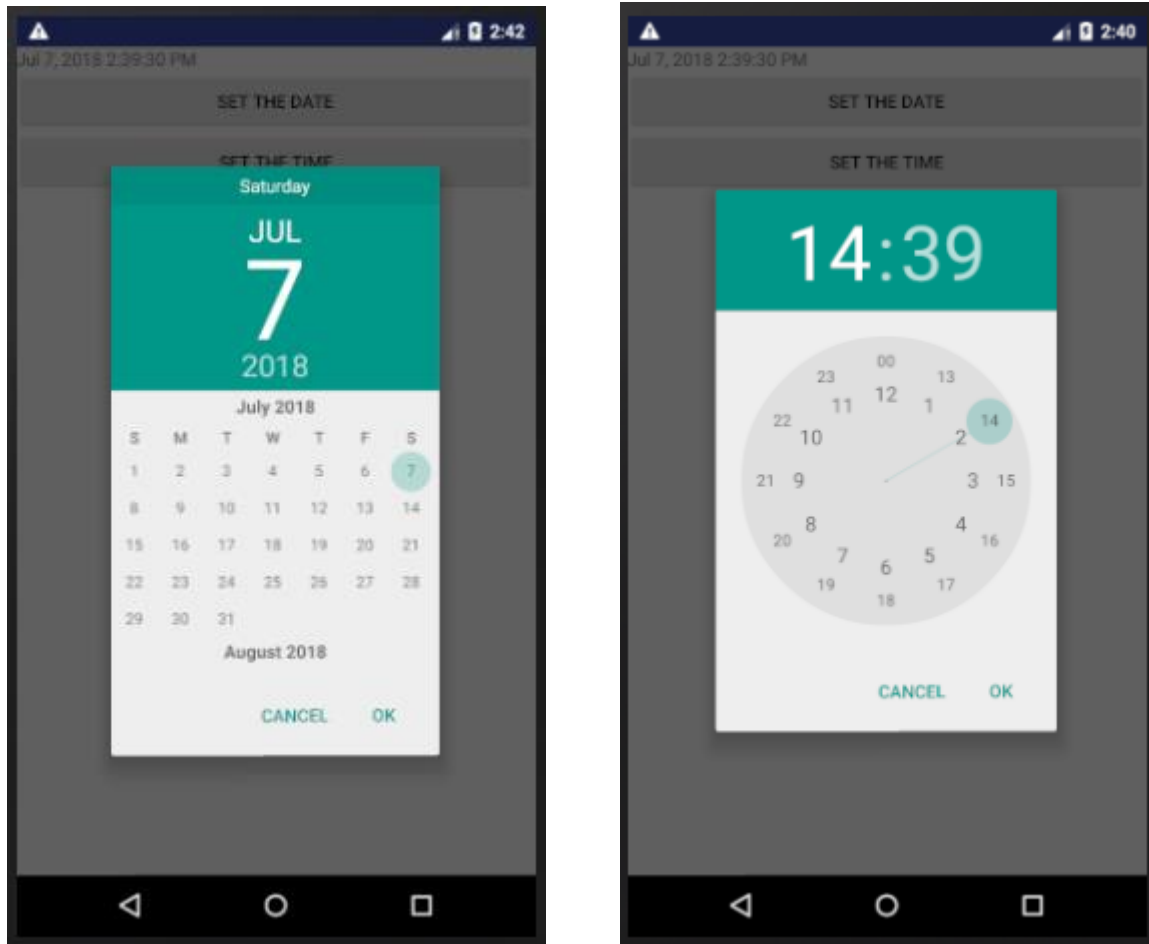 2:42
Jul 7, 2018 2:39:30 PM
SET THE DATE
SET THE TIME
Saturday
JUL
7
2018
July 2018
S M T W T F S
1 2 3 4 5 6 7
8 9 10 11 12 13 14
15 16 17 18 19 20 21
22 23 24 25 26 27 28
29 30 31
August 2018
CANCEL OK
2:40
Jul 7, 2018 2:39:30 PM
SET THE DATE
SET THE TIME
14:39
00
23 13
12
11 1
22 14
10 2
21 9 3 15
8 4
20 16
7 5
6
19 17
18
CANCEL OK